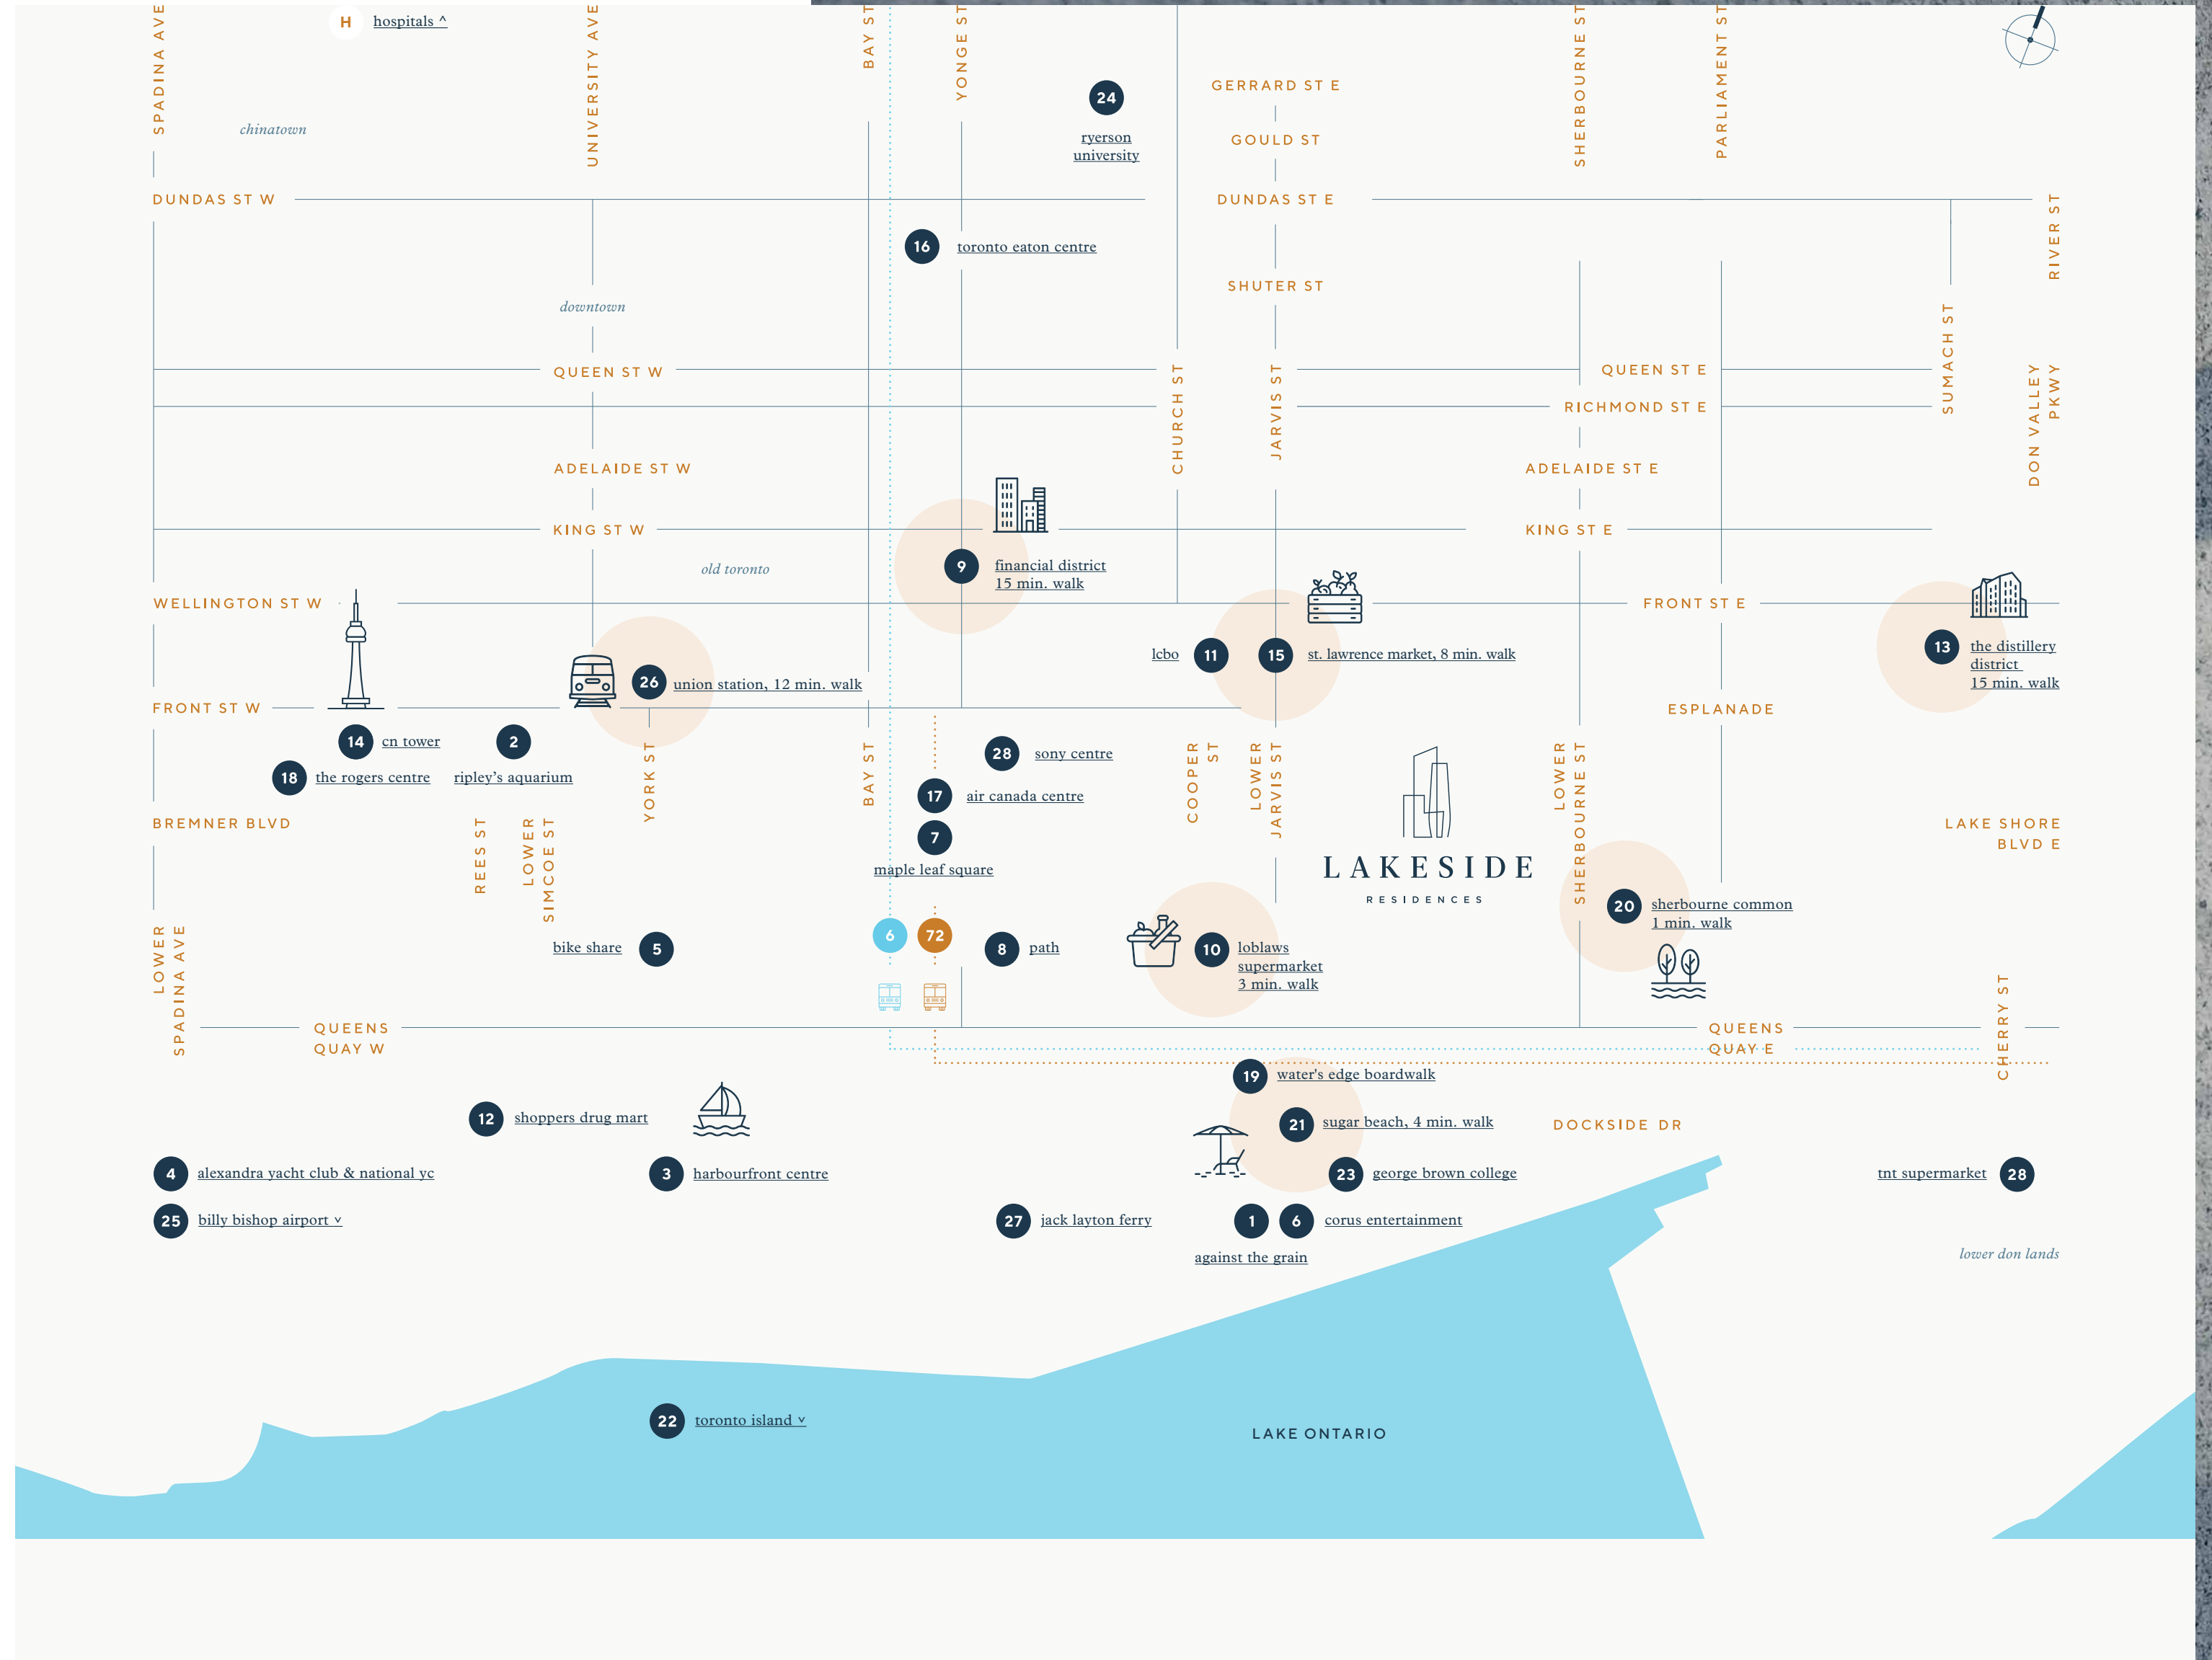 SPADINA AVE
H
hospitals ^
UNIVERSITY AVE
BAY ST
YONGE ST
SHERBOURNE ST
PARLIAMENT ST
24
ryerson
university
GERRARD ST E
GOULD ST
chinatown
DUNDAS ST W
DUNDAS ST E
RIVER ST
16
toronto eaton centre
SHUTER ST
downtown
SUMACH ST
QUEEN ST W
CHURCH ST
JARVIS ST
QUEEN ST E
RICHMOND ST E
DON VALLEY
PKWY
ADELAIDE ST W
ADELAIDE ST E
KING ST W
KING ST E
old toronto
9
financial district
15 min. walk
WELLINGTON ST W
FRONT ST E
13
the distillery
district
15 min. walk
lcbo
11
15
st. lawrence market, 8 min. walk
26
union station, 12 min. walk
FRONT ST W
ESPLANADE
14
cn tower
2
ripley's aquarium
18
the rogers centre
YORK ST
BAY ST
28
sony centre
17
air canada centre
7
maple leaf square
COOPER
ST
LOWER
JARVIS ST
LAKESIDE
RESIDENCES
LOWER
SHERBOURNE ST
BREMNER BLVD
REES ST
LOWER
SIMCOE ST
LAKE SHORE
BLVD E
20
sherbourne common
1 min. walk
LOWER
SPADINA AVE
bike share
5
6
72
8
path
10
loblaws
supermarket
3 min. walk
CHERRY ST
QUEENS
QUAY W
QUEENS
QUAY E
19
water's edge boardwalk
12
shoppers drug mart
21
sugar beach, 4 min. walk
DOCKSIDE DR
4
alexandra yacht club & national yc
3
harbourfront centre
23
george brown college
tnt supermarket
28
25
billy bishop airport v
27
jack layton ferry
1
6
corus entertainment
against the grain
lower don lands
22
toronto island v
LAKE ONTARIO